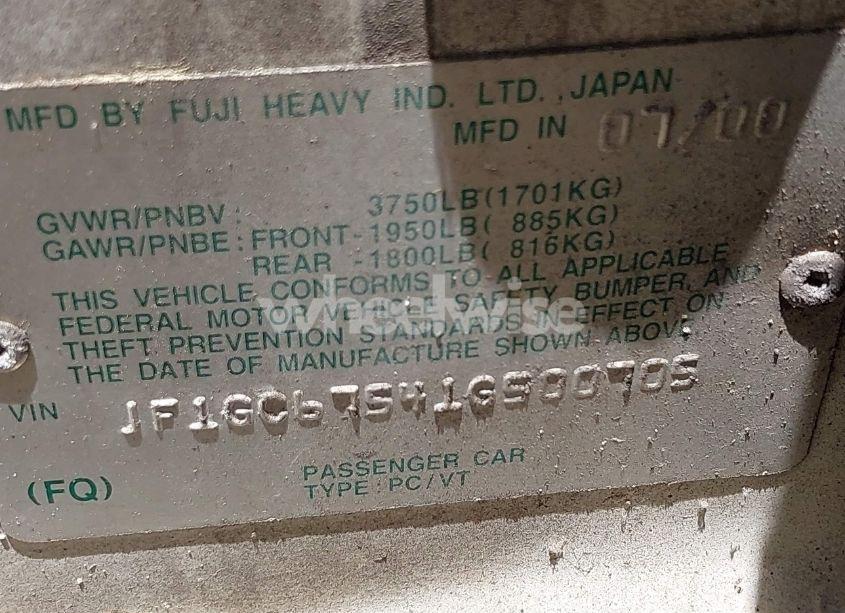 MFD BY FUJI HEAVY IND. LTD., JAPAN
MFD IN 07/00
GVWR/PNBV: 3750LB(1701KG)
GAWR/PNBE: FRONT-1950LB( 885KG)
REAR -1800LB( 816KG)
THIS VEHICLE CONFORMS TO ALL APPLICABLE
FEDERAL MOTOR VEHICLE SAFETY, BUMPER, AND
THEFT PREVENTION STANDARDS IN EFFECT ON
THE DATE OF MANUFACTURE SHOWN ABOVE
wheelwise
VIN JF1GC67541G500705
(FQ) PASSENGER CAR
TYPE: PC/VT